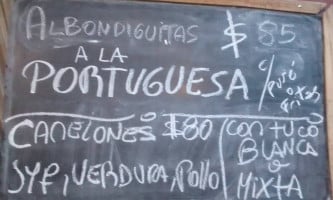 ALBONDIGUITAS $85
A LA
PORTUGUESA
c/ Puré
o Fritas
CANELONES $80
JYQ, VERDURA, Pollo
CON TUCO
BLANCA
o
MIXTA